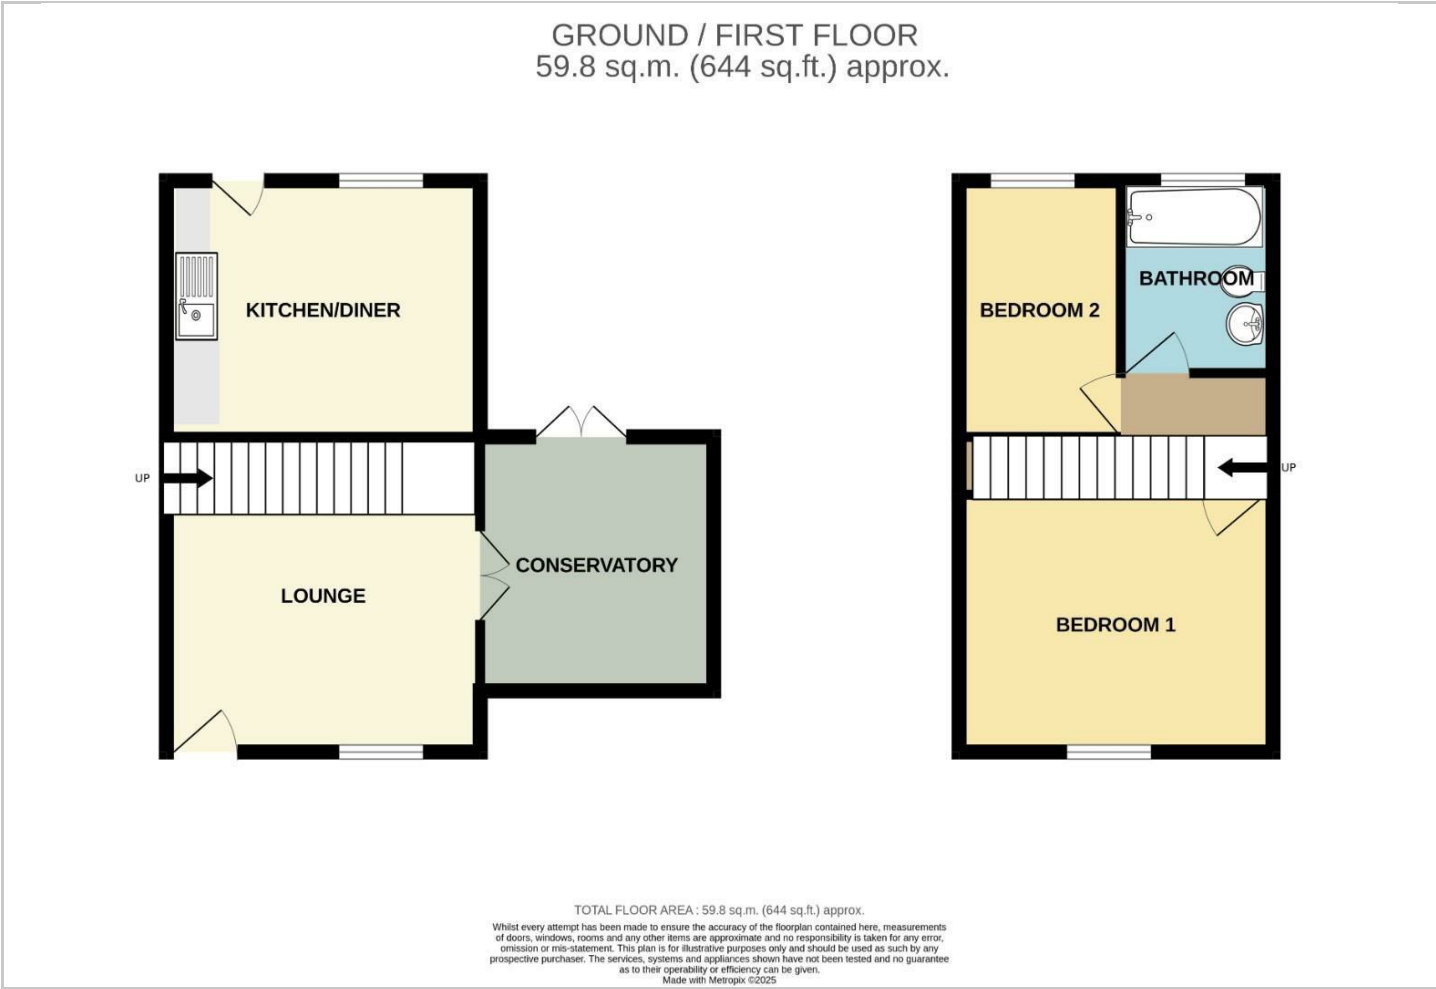 GROUND / FIRST FLOOR
59.8 sq.m. (644 sq.ft.) approx.
KITCHEN/DINER
UP
LOUNGE
CONSERVATORY
BEDROOM 2
BATHROOM
UP
BEDROOM 1
TOTAL FLOOR AREA : 59.8 sq.m. (644 sq.ft.) approx.
Whilst every attempt has been made to ensure the accuracy of the floorplan contained here, measurements
of doors, windows, rooms and any other items are approximate and no responsibility is taken for any error,
omission or mis-statement. This plan is for illustrative purposes only and should be used as such by any
prospective purchaser. The services, systems and appliances shown have not been tested and no guarantee
as to their operability or efficiency can be given.
Made with Metropix ©2025